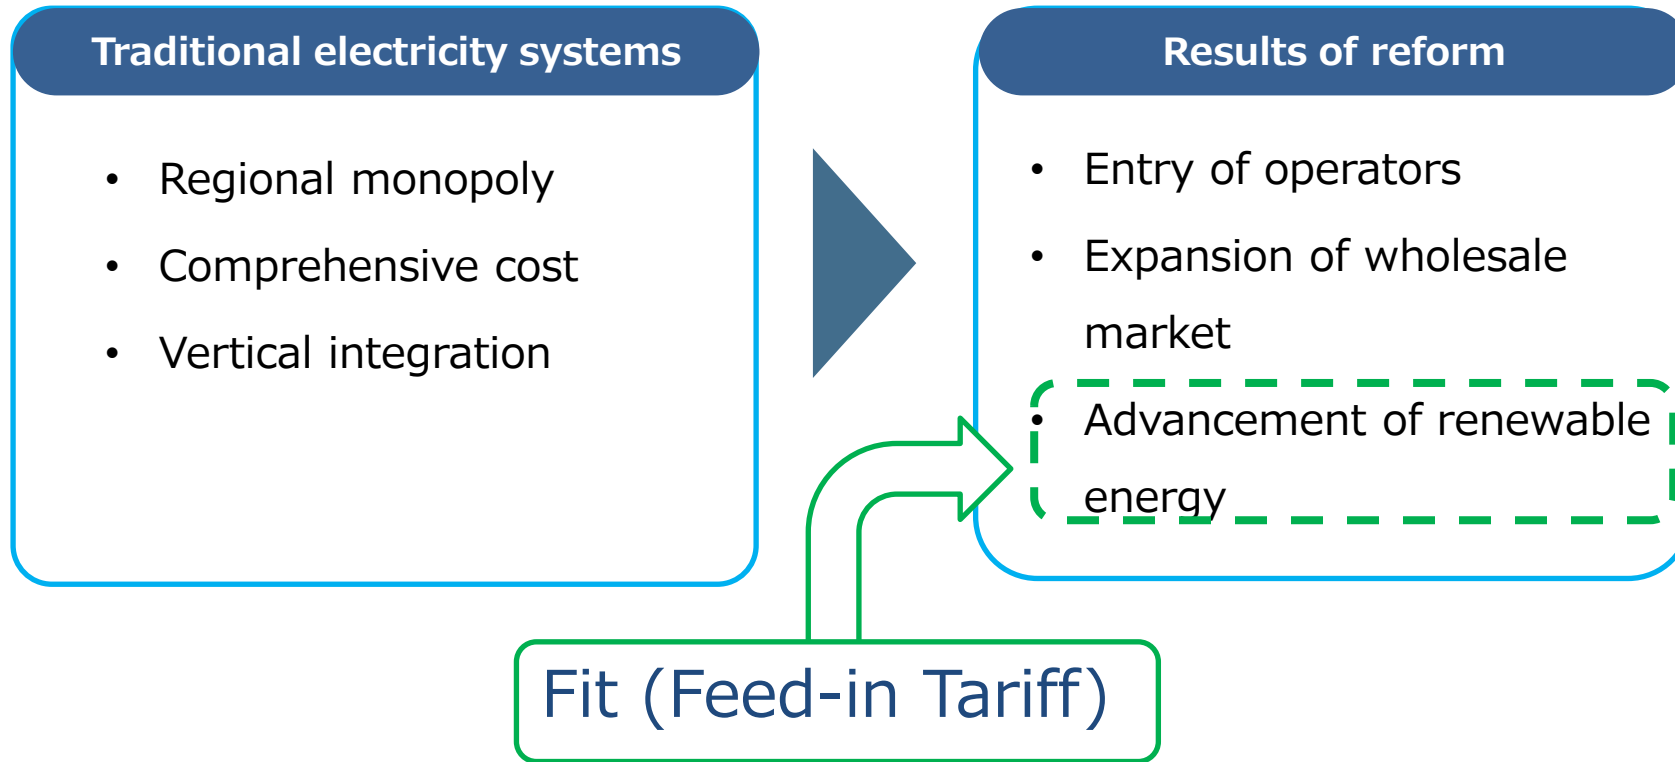 Traditional electricity systems
• Regional monopoly
• Comprehensive cost
• Vertical integration
Results of reform
• Entry of operators
• Expansion of wholesale
market
• Advancement of renewable
energy
Fit (Feed-in Tariff)